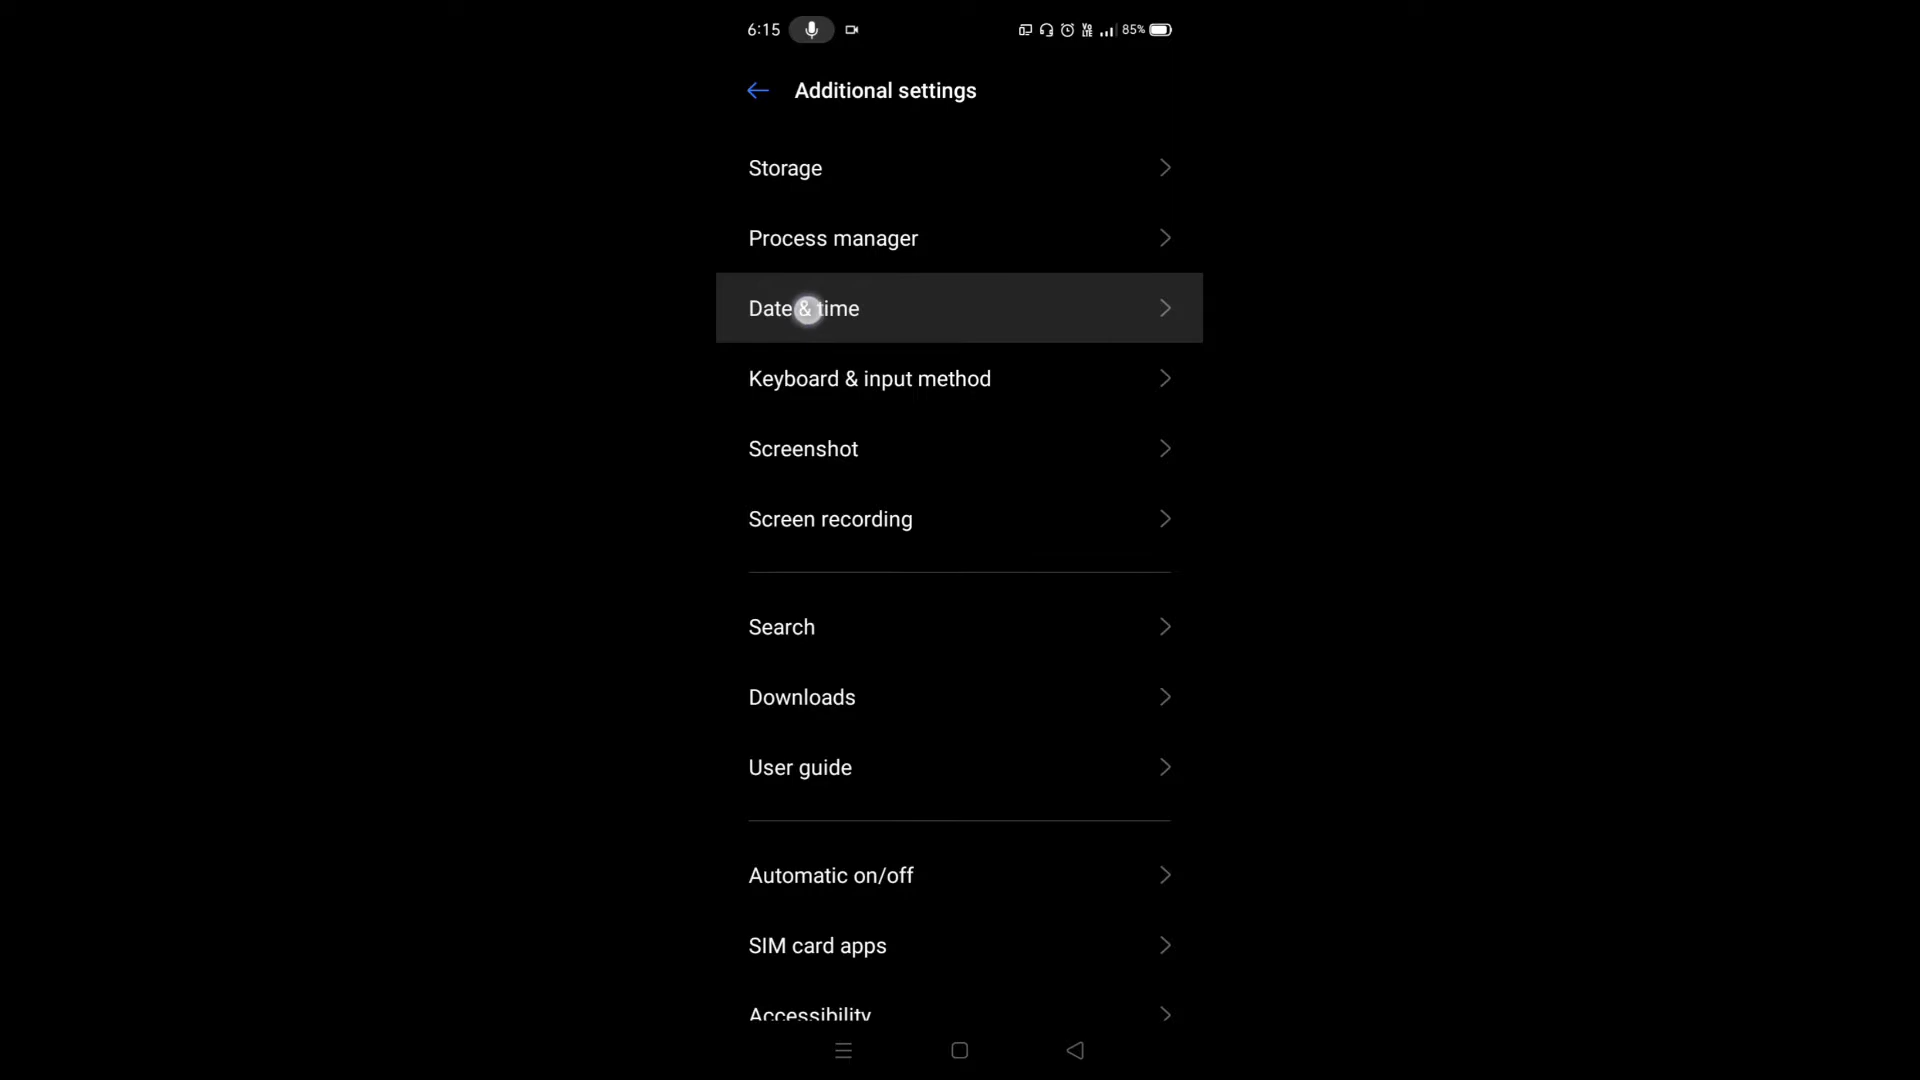 6:15 85%
Additional settings
Storage
Process manager
Date & time
Keyboard & input method
Screenshot
Screen recording
Search
Downloads
User guide
Automatic on/off
SIM card apps
Accessibility